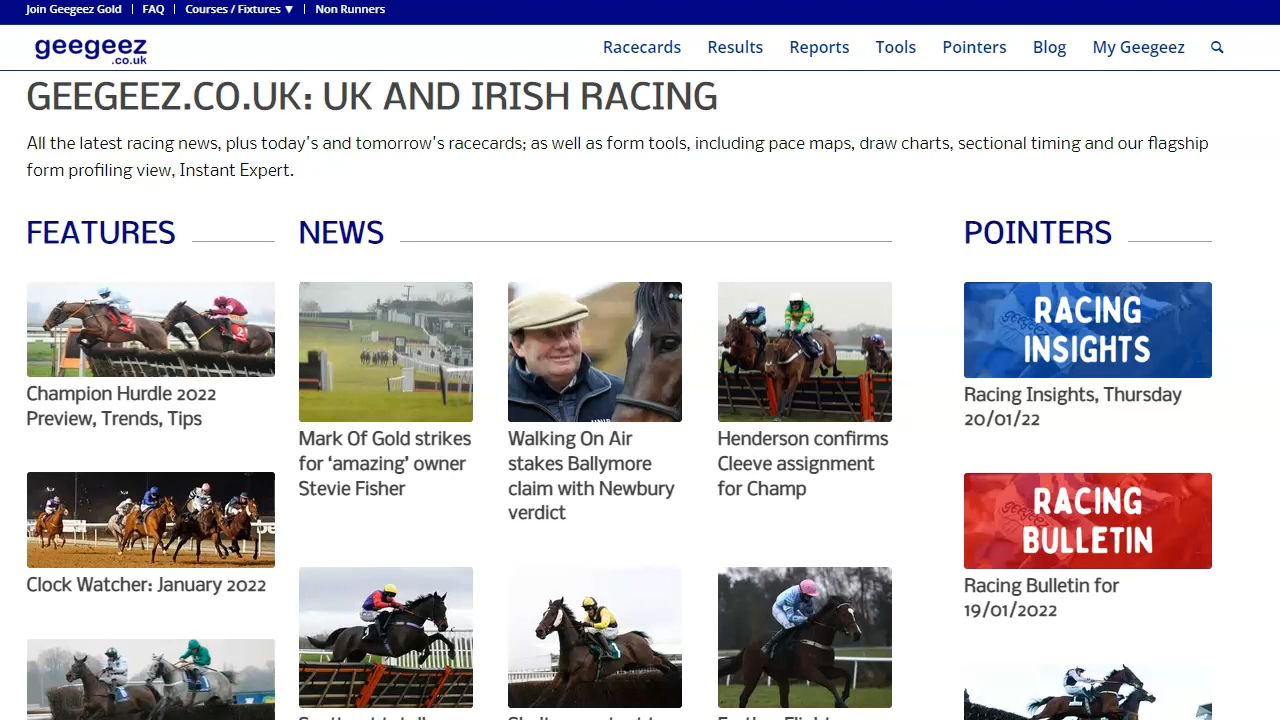 Join Geegeez Gold | FAQ | Courses / Fixtures ▼ | Non Runners
geegeez
.co.uk
Racecards Results Reports Tools Pointers Blog My Geegeez
GEEGEEZ.CO.UK: UK AND IRISH RACING
All the latest racing news, plus today's and tomorrow's racecards; as well as form tools, including pace maps, draw charts, sectional timing and our flagship
form profiling view, Instant Expert.
FEATURES
Champion Hurdle 2022
Preview, Trends, Tips
Clock Watcher: January 2022
NEWS
Mark Of Gold strikes
for ‘amazing’ owner
Stevie Fisher
Walking On Air
stakes Ballymore
claim with Newbury
verdict
Henderson confirms
Cleeve assignment
for Champ
POINTERS
RACING
INSIGHTS
Racing Insights, Thursday
20/01/22
RACING
BULLETIN
Racing Bulletin for
19/01/2022